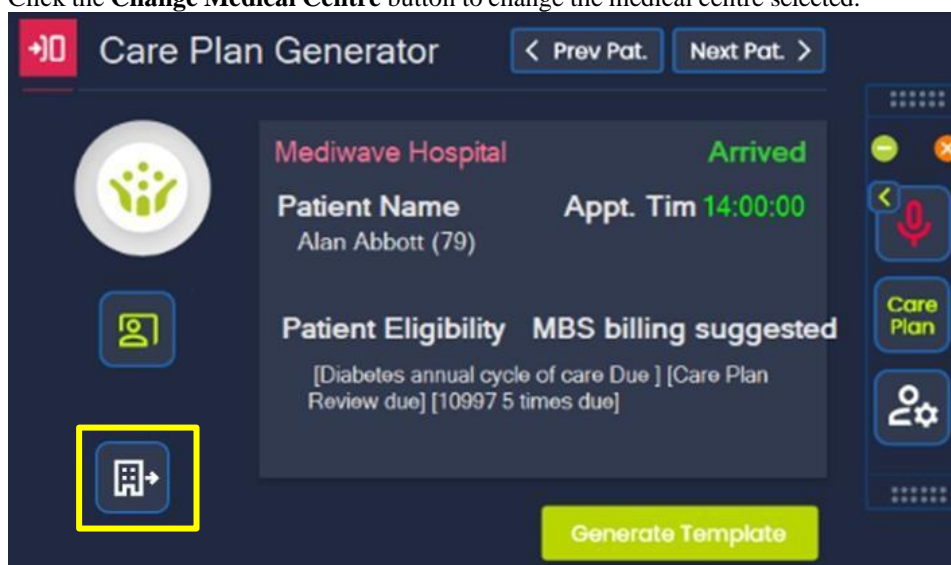 Click the Change Medical Centre button to change the medical centre selected.
Care Plan Generator
< Prev Pat.
Next Pat. >
Mediwave Hospital
Arrived
Patient Name
Appt. Tim 14:00:00
Alan Abbott (79)
Care
Plan
Patient Eligibility
MBS billing suggested
[Diabetes annual cycle of care Due ] [Care Plan
Review due] [10997 5 times due]
Generate Template